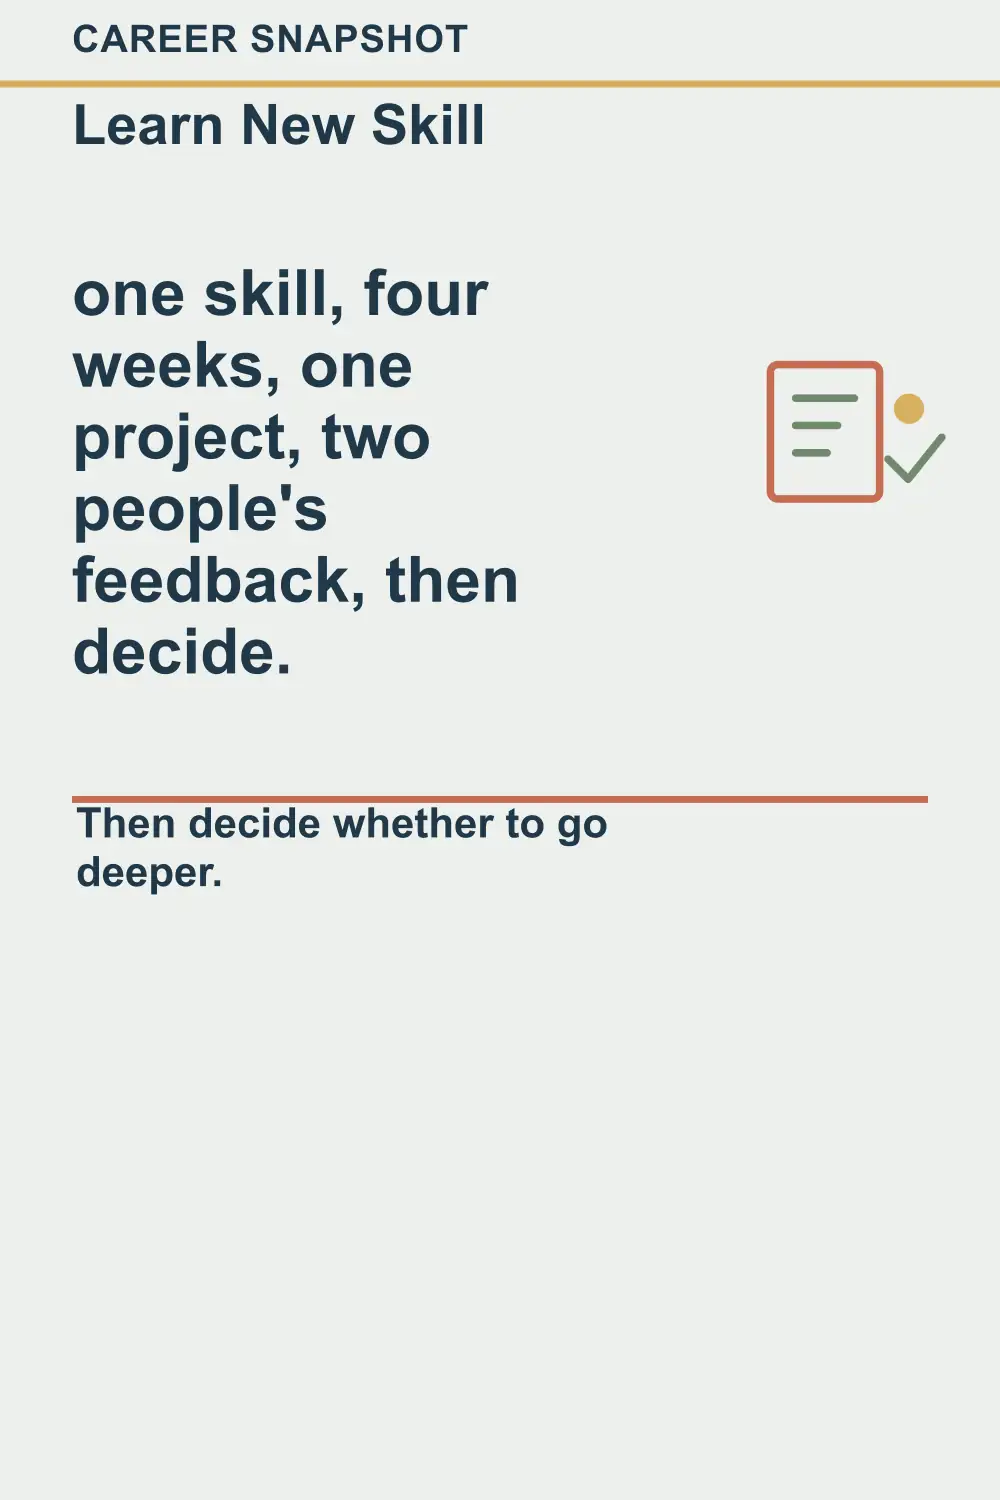 CAREER SNAPSHOT
Learn New Skill
one skill, four
weeks, one
project, two
people's
feedback, then
decide.
Then decide whether to go
deeper.